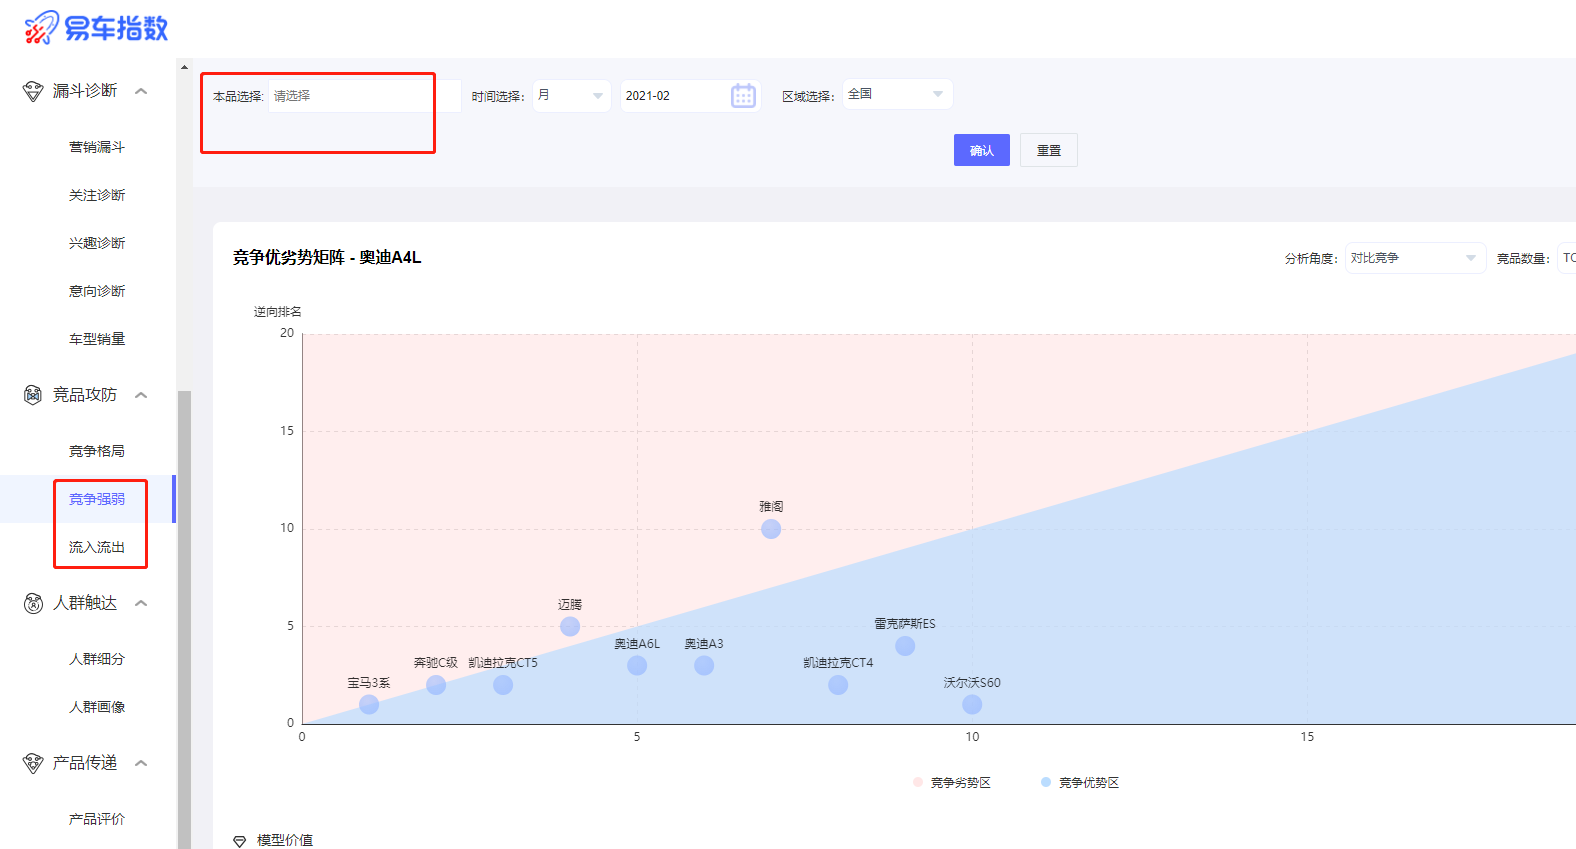 易车指数
漏斗诊断
营销漏斗
关注诊断
兴趣诊断
意向诊断
车型销量
竞品攻防
竞争格局
竞争强弱
流入流出
人群触达
人群细分
人群画像
产品传递
产品评价
本品选择: 请选择 时间选择: 月 2021-02 区域选择: 全国
确认 重置
竞争优劣势矩阵 - 奥迪A4L
分析角度: 对比竞争 竞品数量: TO
逆向排名
20
15
10
5
0
雅阁
迈腾
雷克萨斯ES
奥迪A6L 奥迪A3
奔驰C级 凯迪拉克CT5 凯迪拉克CT4
宝马3系 沃尔沃S60
0 5 10 15
竞争劣势区 竞争优势区
模型价值